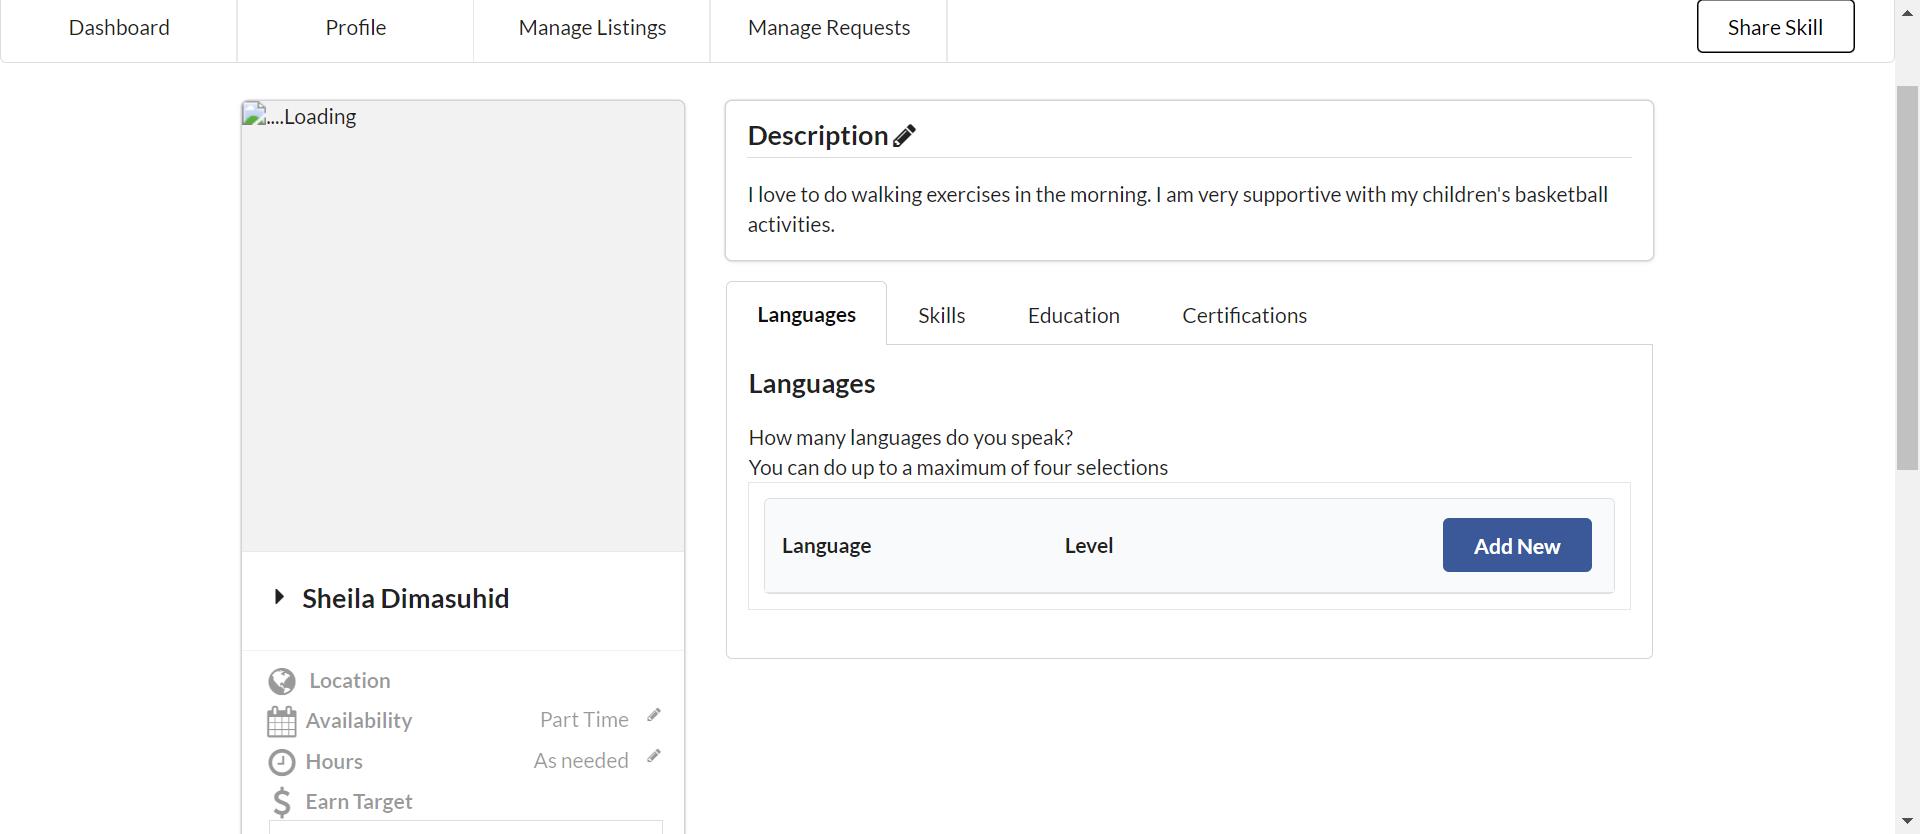 Dashboard
Profile
Manage Listings
Manage Requests
Share Skill
....Loading
Sheila Dimasuhid
Location
Availability Part Time
Hours As needed
Earn Target
Description
I love to do walking exercises in the morning. I am very supportive with my children's basketball
activities.
Languages
Skills
Education
Certifications
Languages
How many languages do you speak?
You can do up to a maximum of four selections
Language
Level
Add New